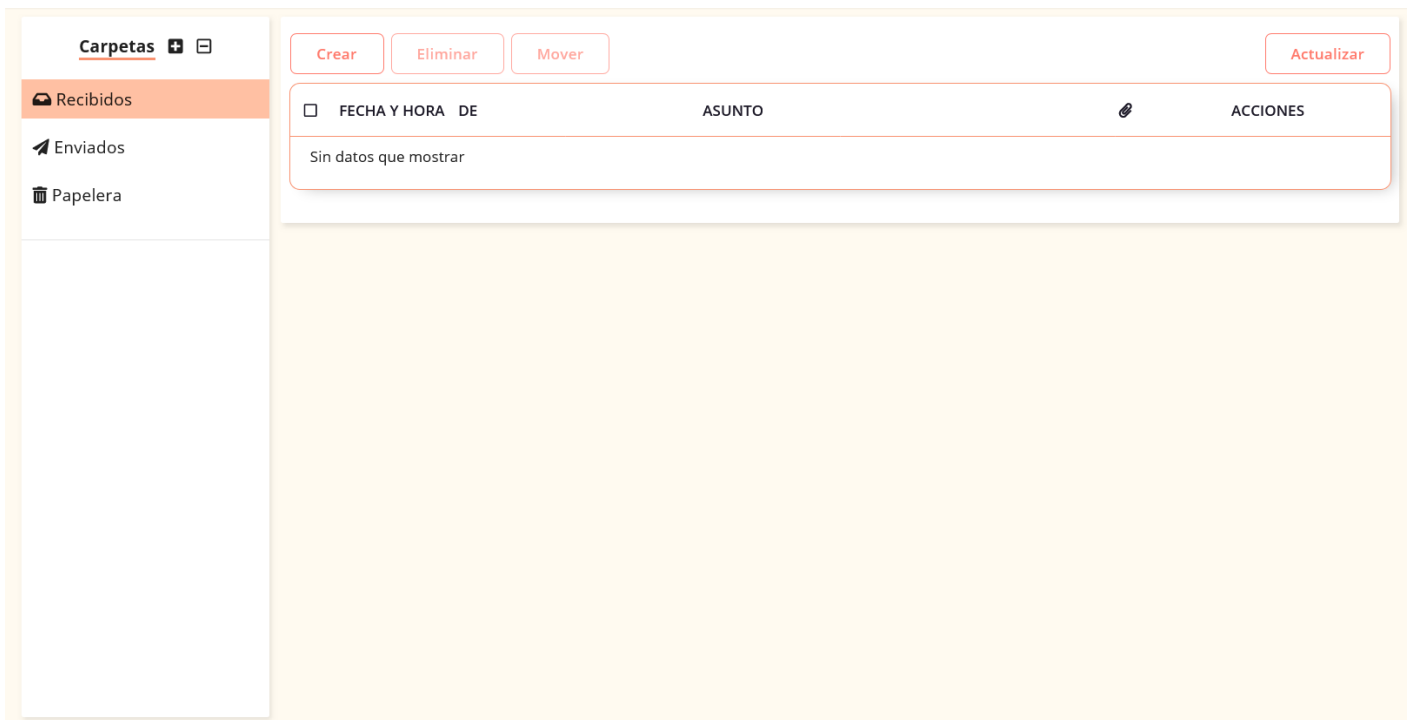 Carpetas
Recibidos
Enviados
Papelera
Crear Eliminar Mover Actualizar
FECHA Y HORA DE ASUNTO ACCIONES
Sin datos que mostrar